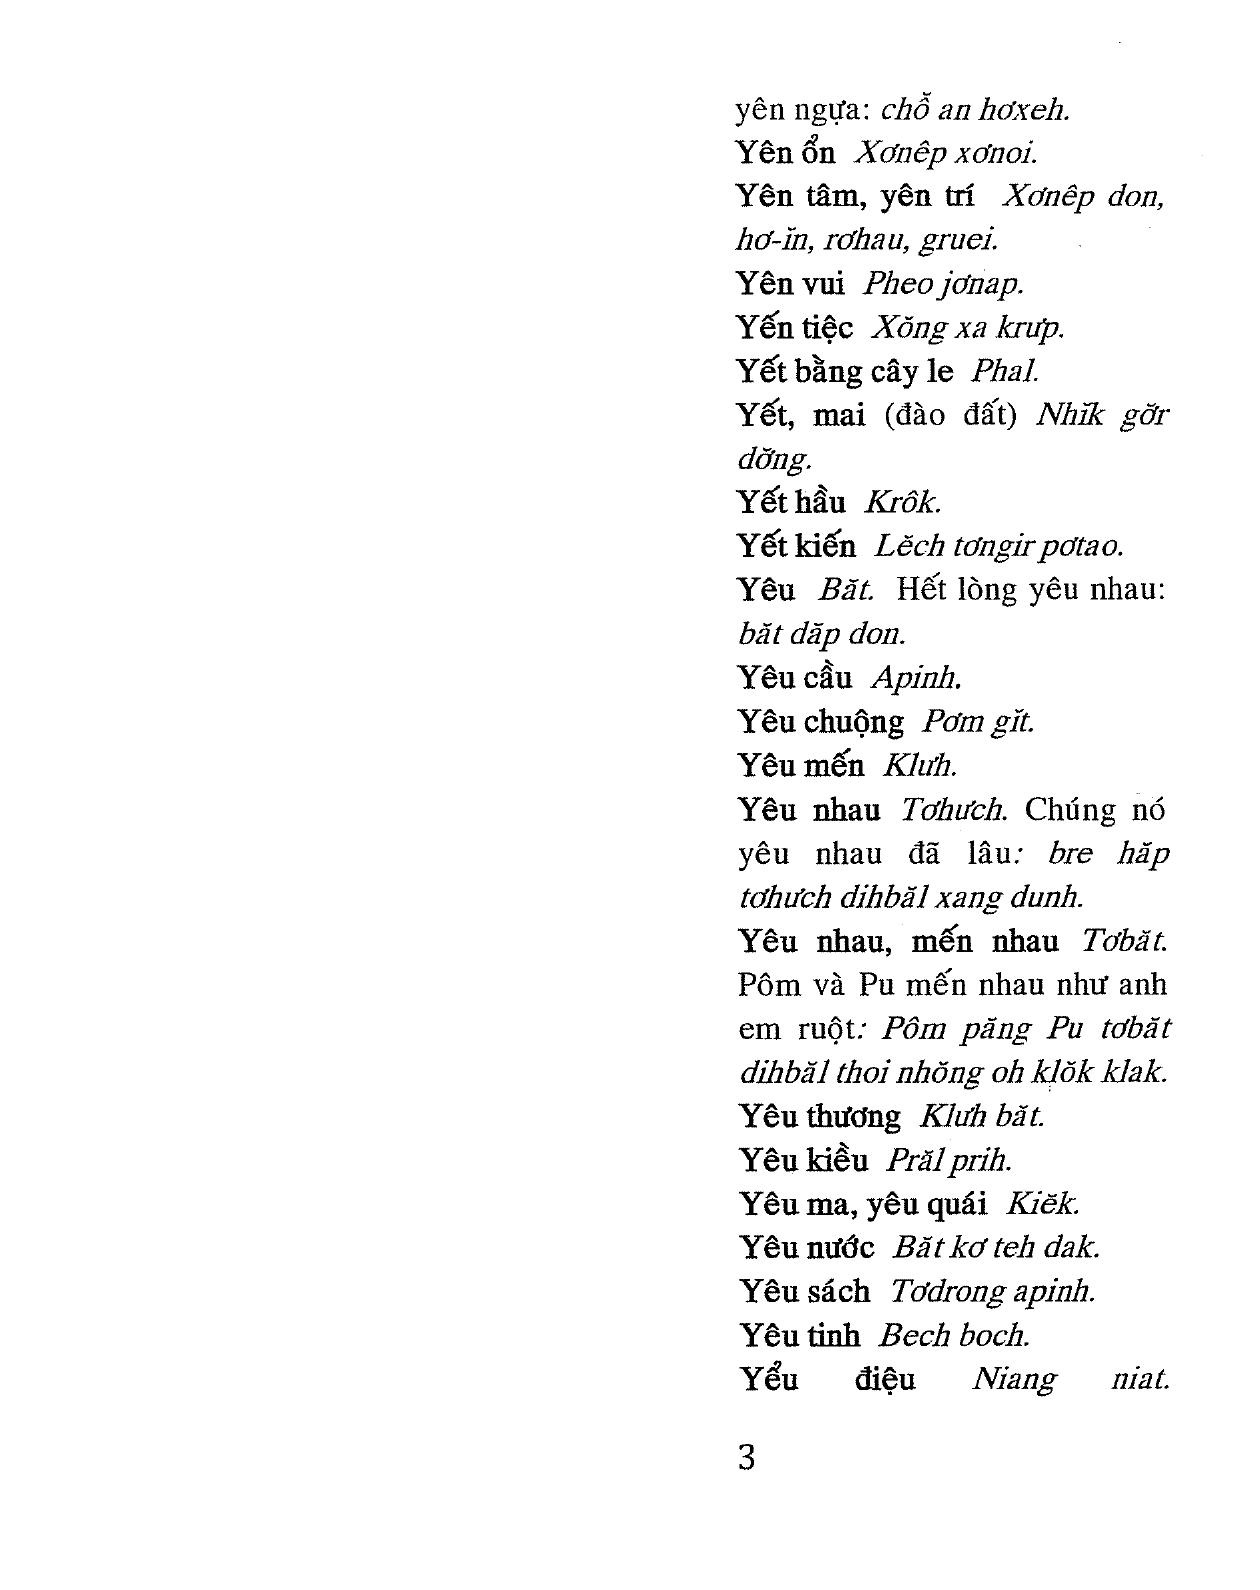 yên ngựa: chỗ an hơxeh.
Yên ổn Xơnêp xơnoi.
Yên tâm, yên trí Xơnêp don,
hơ-ĭn, rơhau, gruei.
Yên vui Pheo jơnap.
Yến tiệc Xŏng xa krưp.
Yết bằng cây le Phal.
Yết, mai (đào đất) Nhĭk gơ̆r
dơ̆ng.
Yết hầu Krôk.
Yết kiến Lĕch tơngir pơtao.
Yêu Băt. Hết lòng yêu nhau:
băt dăp don.
Yêu cầu Apinh.
Yêu chuộng Pơm gĭt.
Yêu mến Klưh.
Yêu nhau Tơhưch. Chúng nó
yêu nhau đã lâu: bre hăp
tơhưch dihbăl xang dunh.
Yêu nhau, mến nhau Tơbăt.
Pôm và Pu mến nhau như anh
em ruột: Pôm păng Pu tơbăt
dihbăl thoi nhŏng oh klŏk klak.
Yêu thương Klưh băt.
Yêu kiều Prăl prih.
Yêu ma, yêu quái Kiĕk.
Yêu nước Băt kơ teh dak.
Yêu sách Tơdrong apinh.
Yêu tinh Bech boch.
Yểu điệu Niang niat.
3